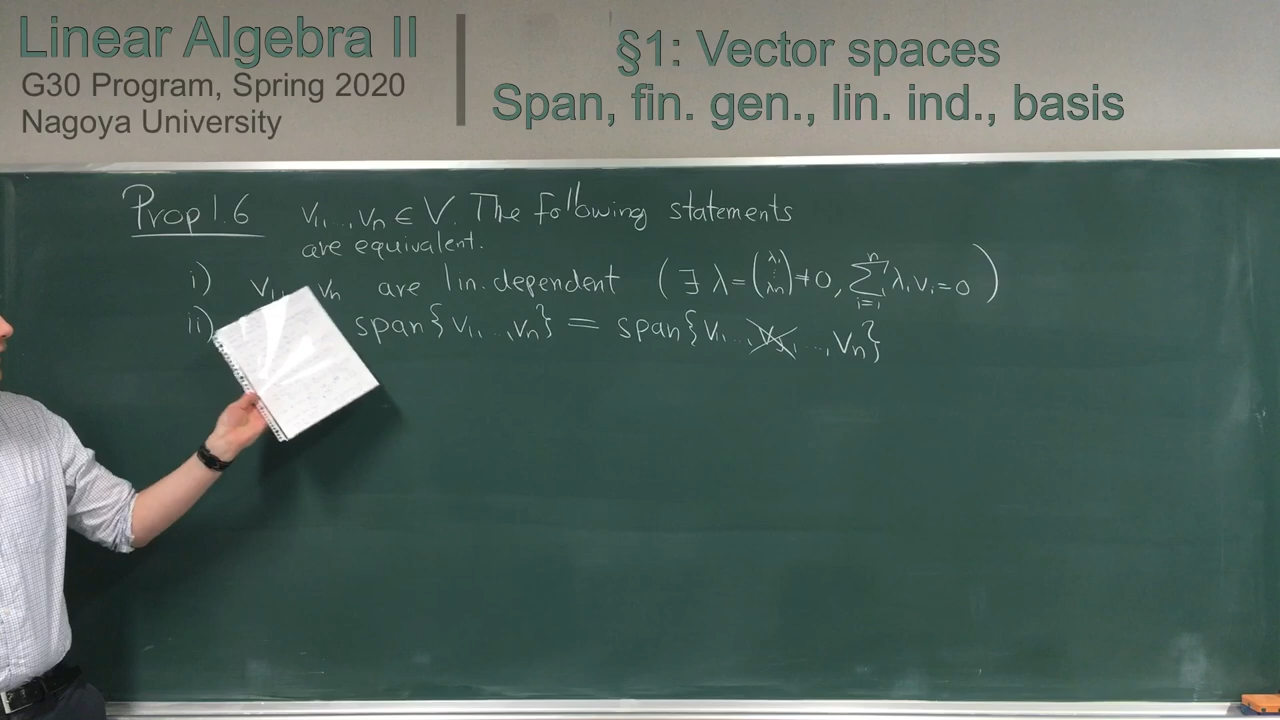 Linear Algebra II
G30 Program, Spring 2020
Nagoya University
§1: Vector spaces
Span, fin. gen., lin. ind., basis
Prop 1.6 v₁,...,vₙ ∈ V. The following statements
are equivalent.
i) v₁, vₙ are lin. dependent (∃ λ = (λ₁ ⋮ λₙ) ≠ 0, ∑ᵢ₌₁ⁿ λᵢvᵢ = 0)
ii) span{v₁,...,vₙ} = span{v₁,..., ,...,vₙ}